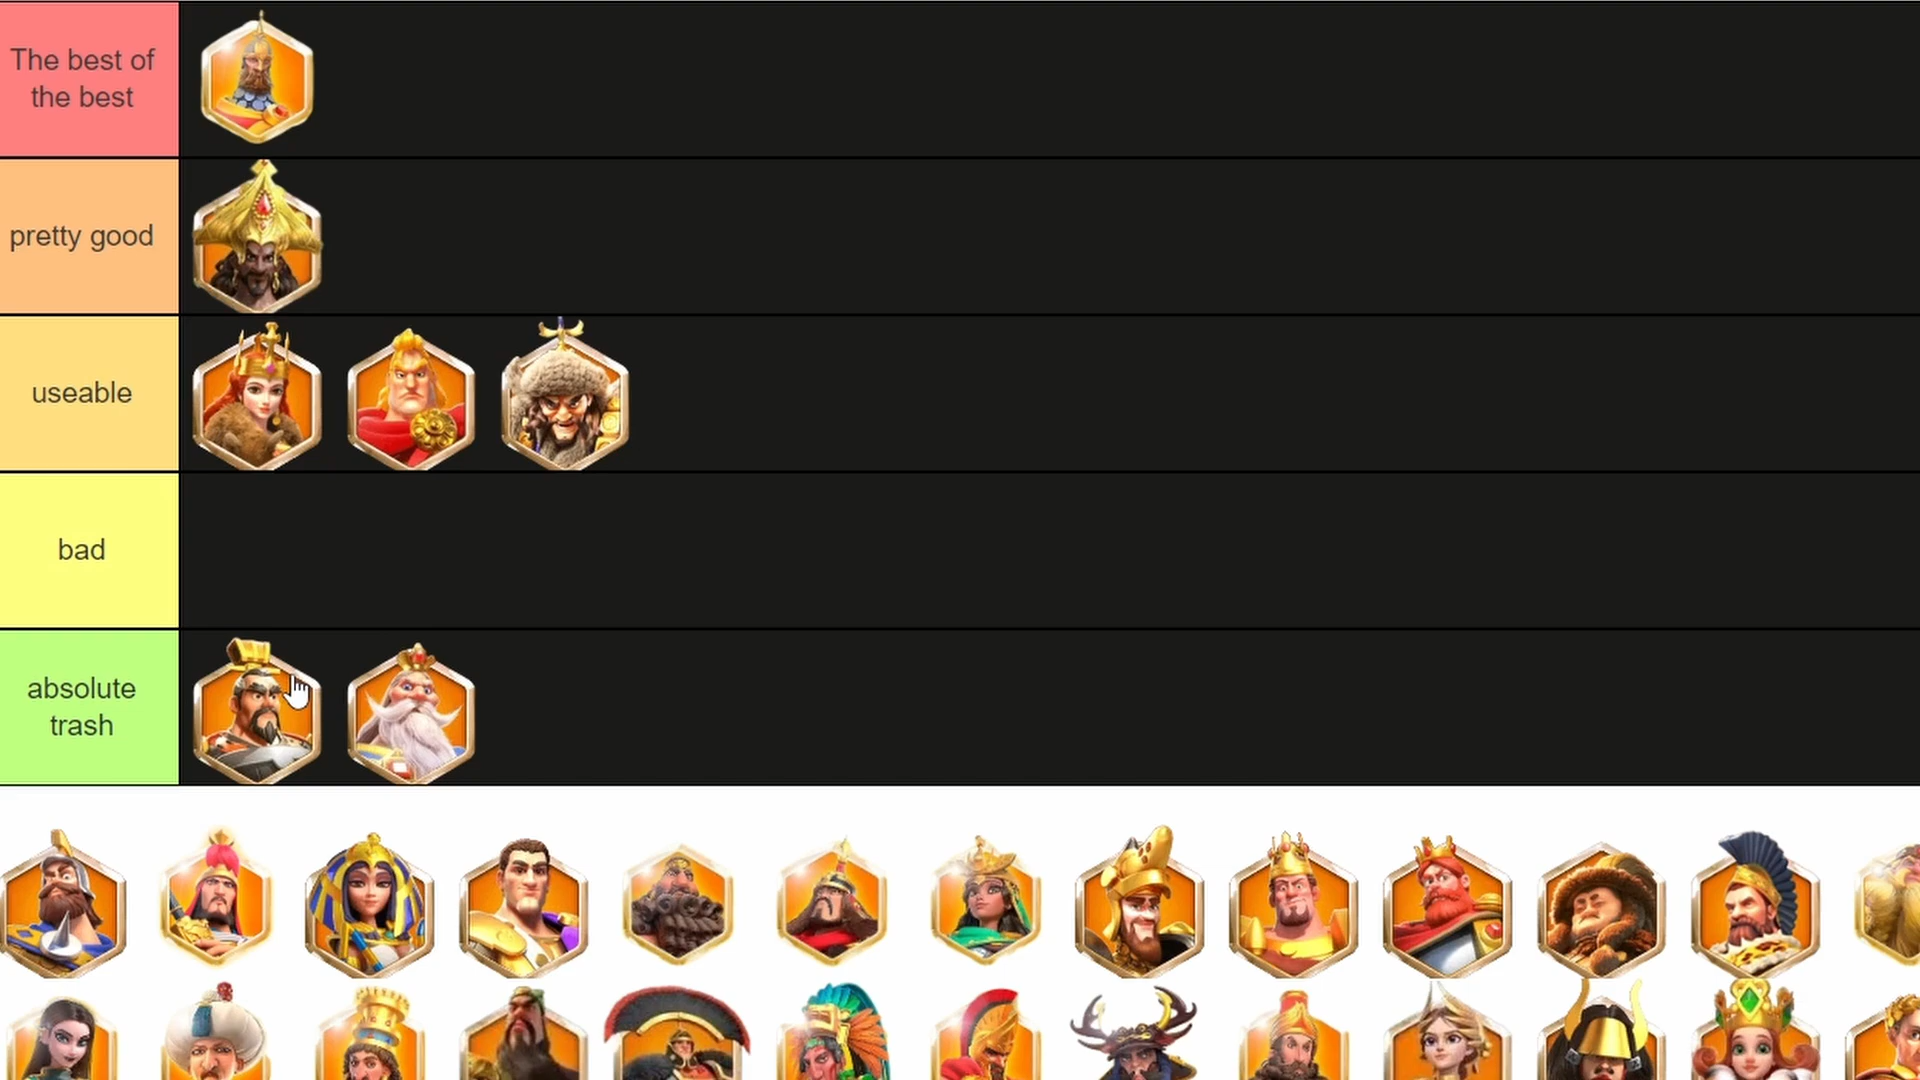 The best of
the best
pretty good
useable
bad
absolute
trash